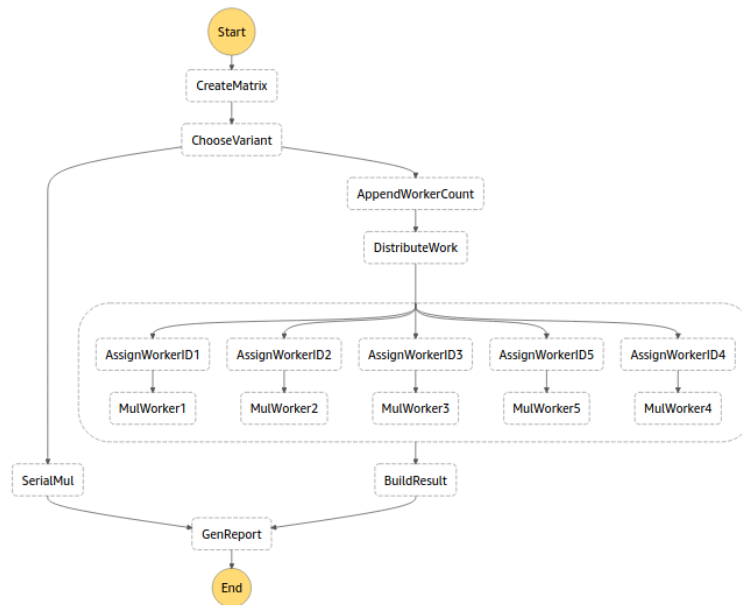 Start
CreateMatrix
ChooseVariant
AppendWorkerCount
DistributeWork
AssignWorkerID1
AssignWorkerID2
AssignWorkerID3
AssignWorkerID5
AssignWorkerID4
MulWorker1
MulWorker2
MulWorker3
MulWorker5
MulWorker4
SerialMul
BuildResult
GenReport
End